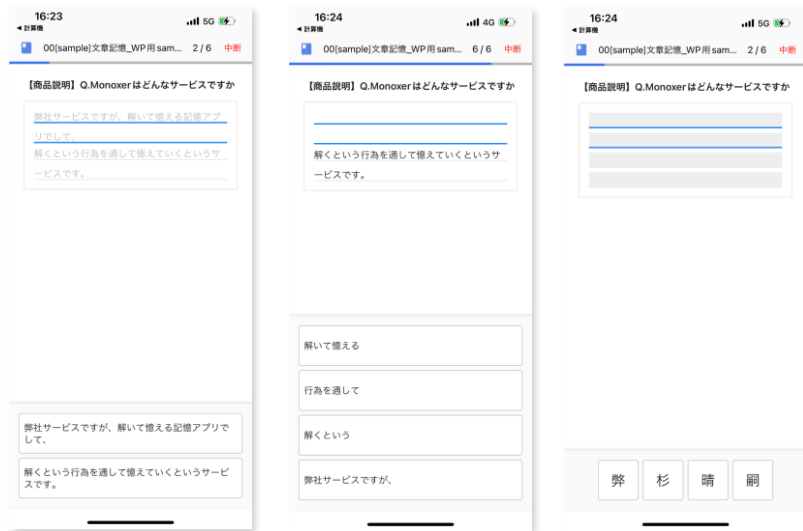 16:23
5G
◀ 計算機
00[sample]文章記憶_WP用sam...
2 / 6
中断
【商品説明】Q.Monoxerはどんなサービスですか
弊社サービスですが、解いて憶える記憶アプ
リでして、
解くという行為を通して憶えていくというサ
ービスです。
弊社サービスですが、解いて憶える記憶アプリで
して、
解くという行為を通して憶えていくというサービ
スです。
16:24
4G
◀ 計算機
00[sample]文章記憶_WP用sam...
6 / 6
中断
【商品説明】Q.Monoxerはどんなサービスですか
解くという行為を通して憶えていくというサ
ービスです。
解いて憶える
行為を通して
解くという
弊社サービスですが、
16:24
5G
◀ 計算機
00[sample]文章記憶_WP用sam...
2 / 6
中断
【商品説明】Q.Monoxerはどんなサービスですか
弊
杉
晴
嗣